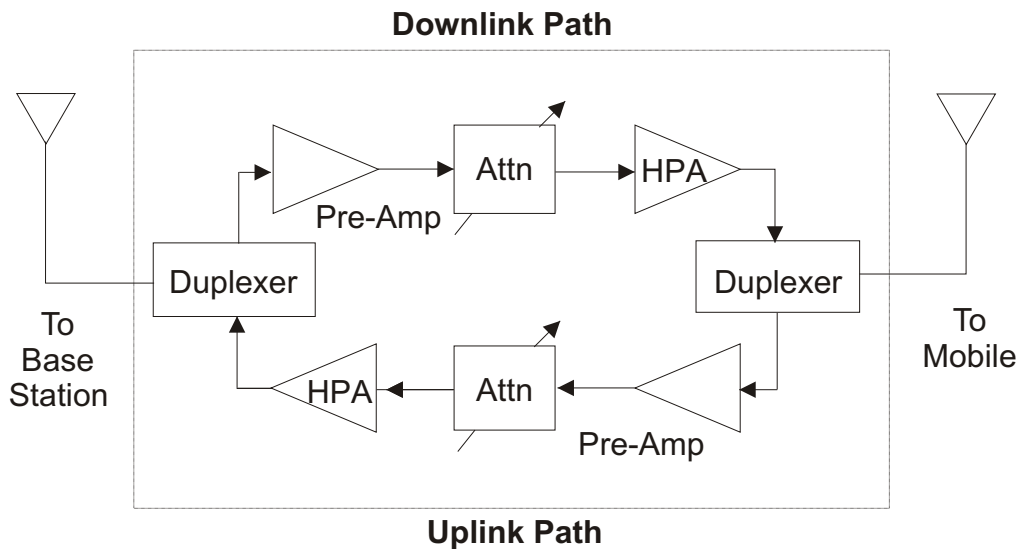 Downlink Path
Attn
HPA
Pre-Amp
Duplexer
Duplexer
To
Base
Station
To
Mobile
HPA
Attn
Pre-Amp
Uplink Path